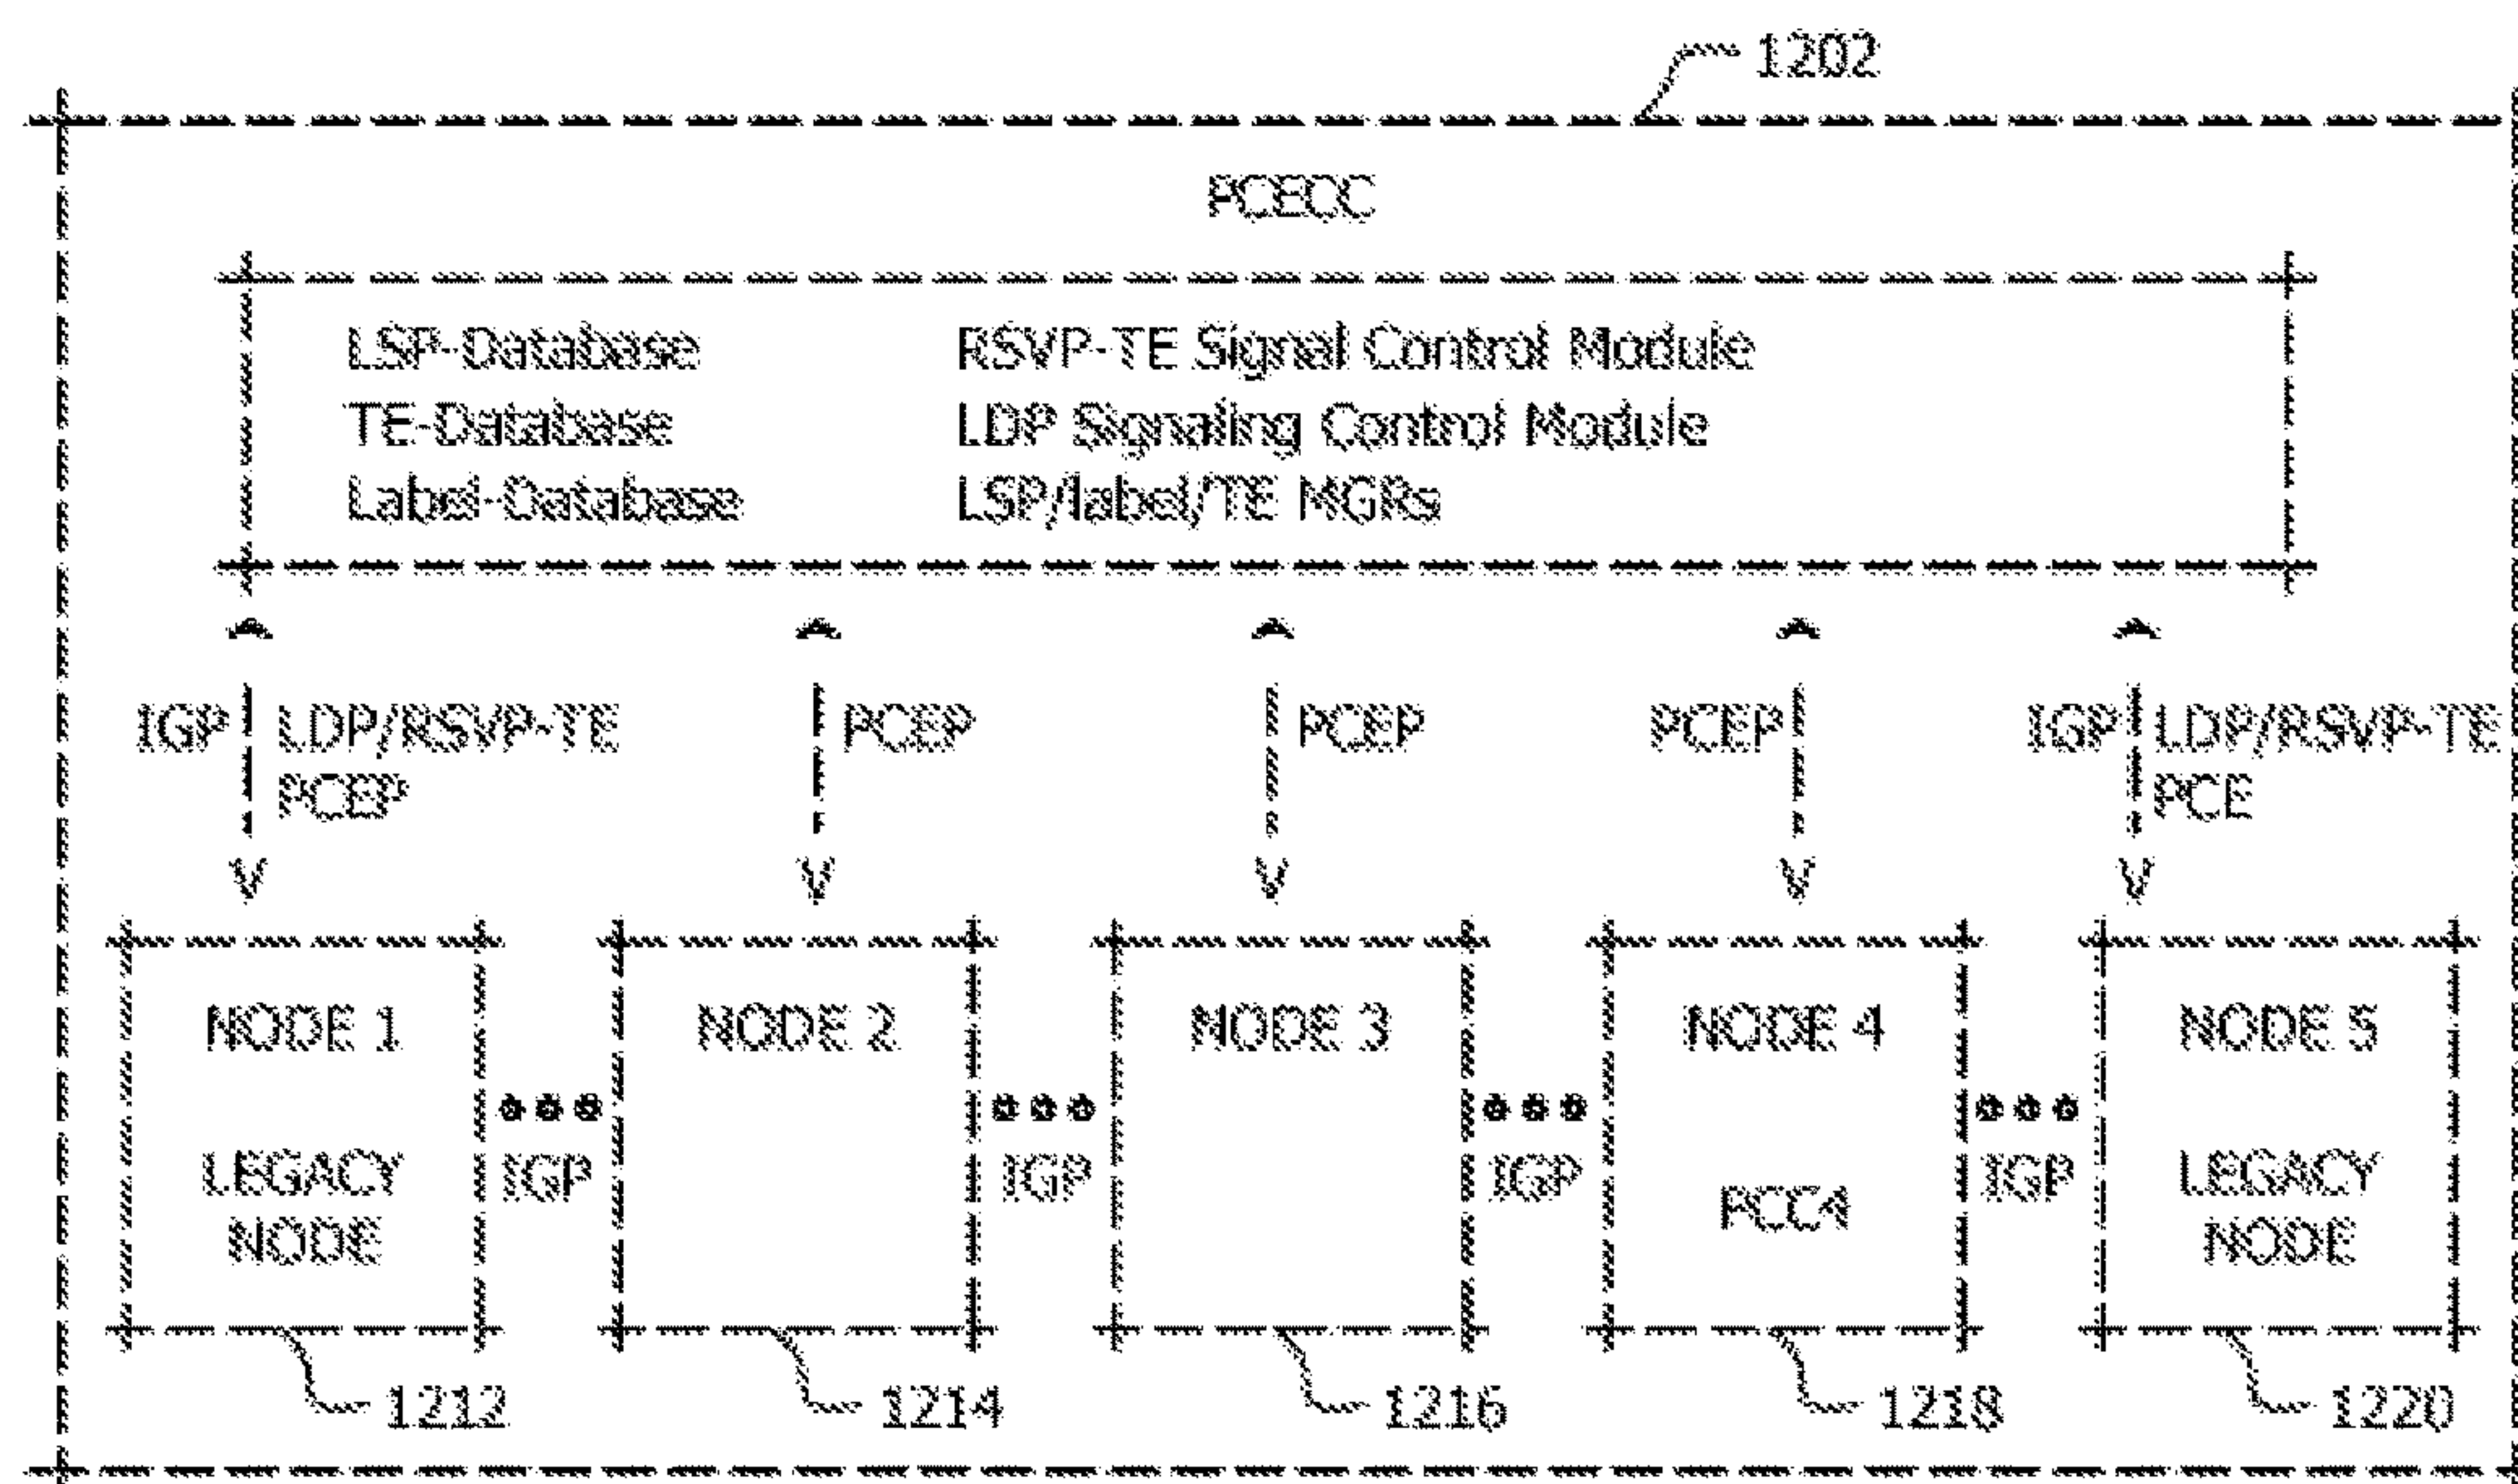 1202
PCECC
LSP-Database RSVP-TE Signal Control Module
TE-Database LDP Signaling Control Module
Label-Database LSP/label/TE MGRs
IGP LDP/RSVP-TE PCEP PCEP PCEP IGP LDP/RSVP-TE
PCEP PCE
NODE 1 NODE 2 NODE 3 NODE 4 NODE 5
LEGACY IGP IGP IGP PCC4 IGP LEGACY
NODE NODE
1212 1214 1216 1218 1220